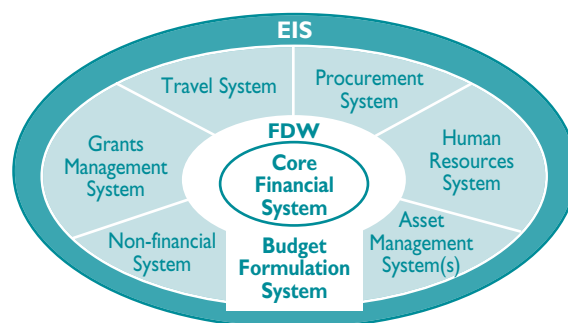 EIS
Travel System
Procurement
System
Grants
Management
System
FDW
Core
Financial
System
Human
Resources
System
Non-financial
System
Budget
Formulation
System
Asset
Management
System(s)